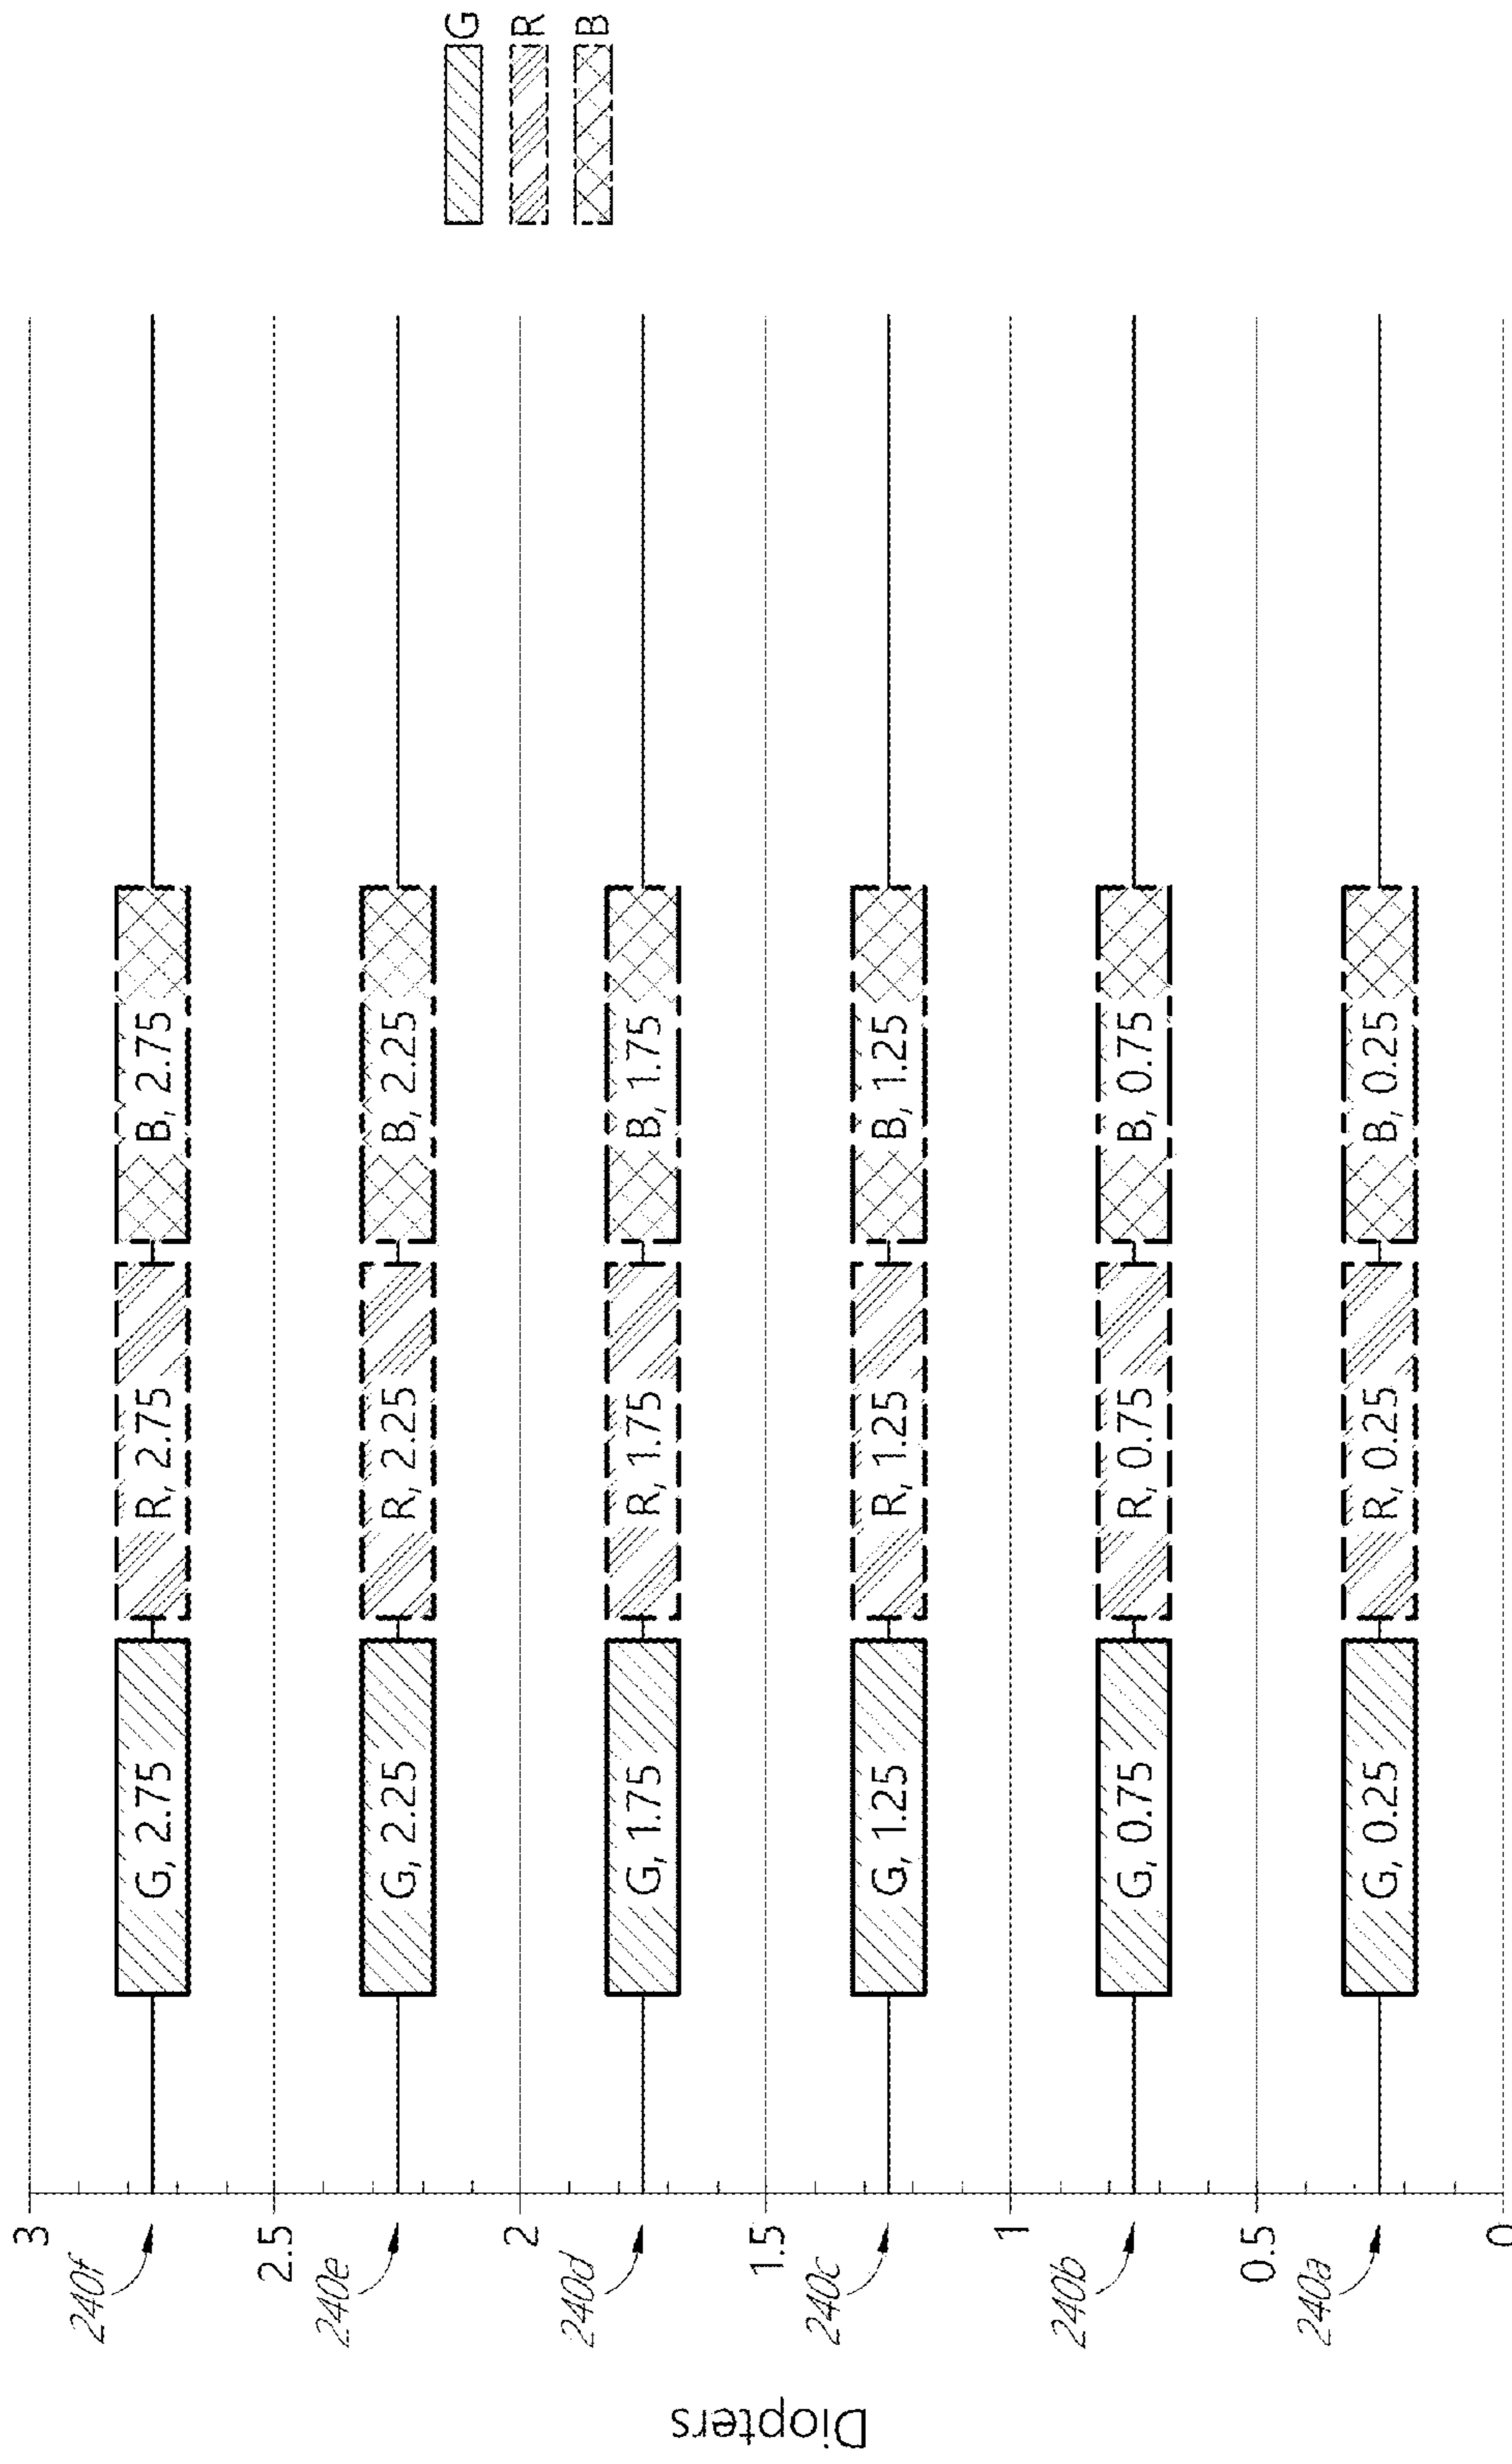 Diopters
3
240f
G, 2.75
R, 2.75
B, 2.75
2.5
240e
G, 2.25
R, 2.25
B, 2.25
2
240d
G, 1.75
R, 1.75
B, 1.75
1.5
240c
G, 1.25
R, 1.25
B, 1.25
1
240b
G, 0.75
R, 0.75
B, 0.75
0.5
240a
G, 0.25
R, 0.25
B, 0.25
0
G
R
B